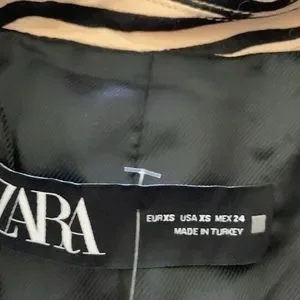 ZARA
EUR XS USA XS MEX 24
MADE IN TURKEY